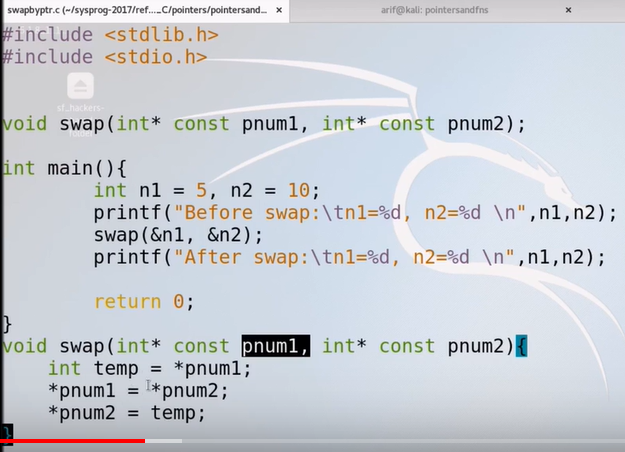 swapbyptr.c (~/sysprog-2017/ref...._C/pointers/pointersand... ×
arif@kali: pointersandfns ×
#include <stdlib.h>
#include <stdio.h>
sf_hackers-
void swap(int* const pnum1, int* const pnum2);
int main(){
int n1 = 5, n2 = 10;
printf("Before swap:\tn1=%d, n2=%d \n",n1,n2);
swap(&n1, &n2);
printf("After swap:\tn1=%d, n2=%d \n",n1,n2);
return 0;
}
void swap(int* const pnum1, int* const pnum2){
int temp = *pnum1;
*pnum1 = *pnum2;
*pnum2 = temp;
}